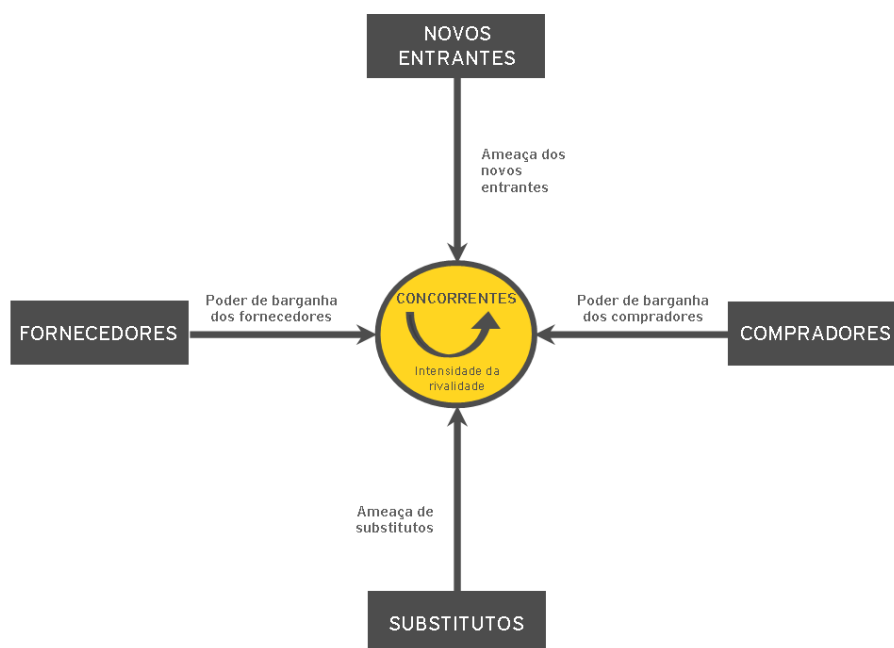 NOVOS
ENTRANTES
Ameaça dos
novos
entrantes
Poder de barganha
dos fornecedores
FORNECEDORES
CONCORRENTES
Intensidade da
rivalidade
Poder de barganha
dos compradores
COMPRADORES
Ameaça de
substitutos
SUBSTITUTOS